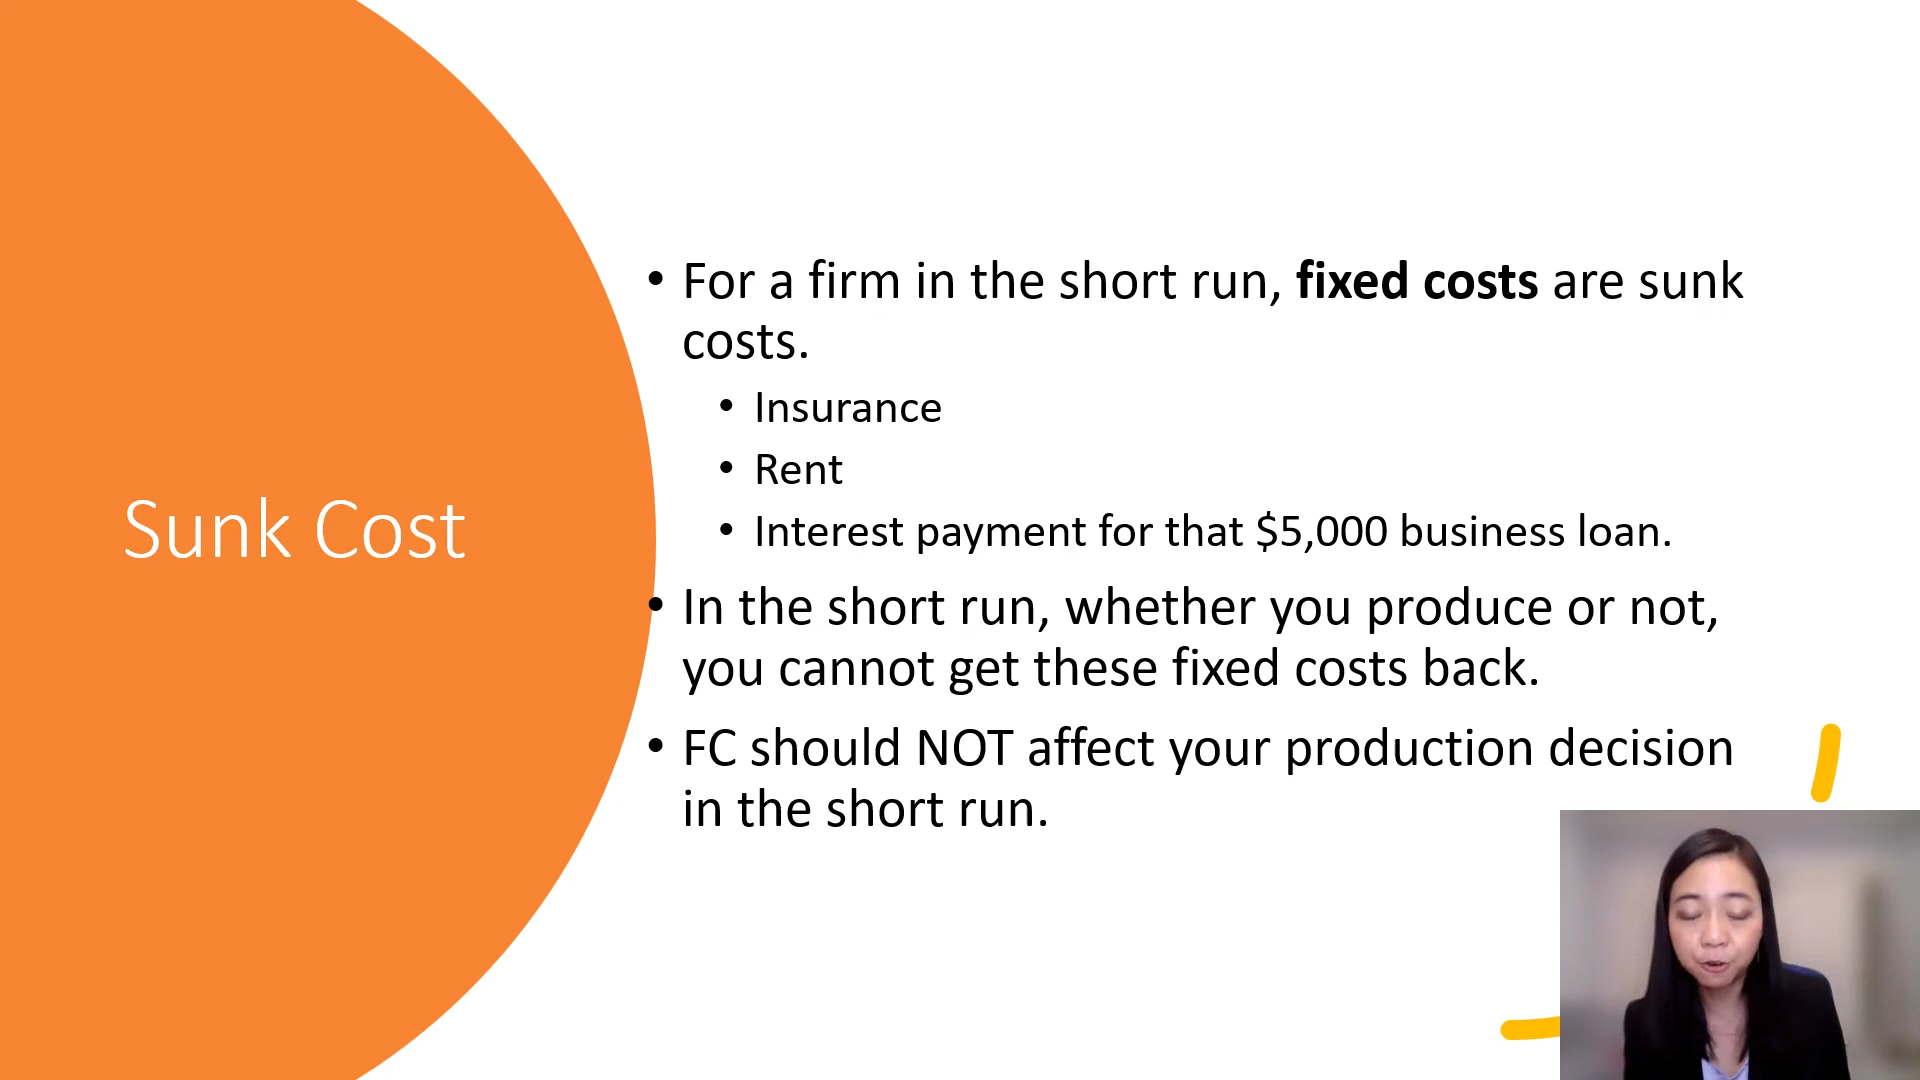 Sunk Cost
• For a firm in the short run, fixed costs are sunk
costs.
• Insurance
• Rent
• Interest payment for that $5,000 business loan.
• In the short run, whether you produce or not,
you cannot get these fixed costs back.
• FC should NOT affect your production decision
in the short run.